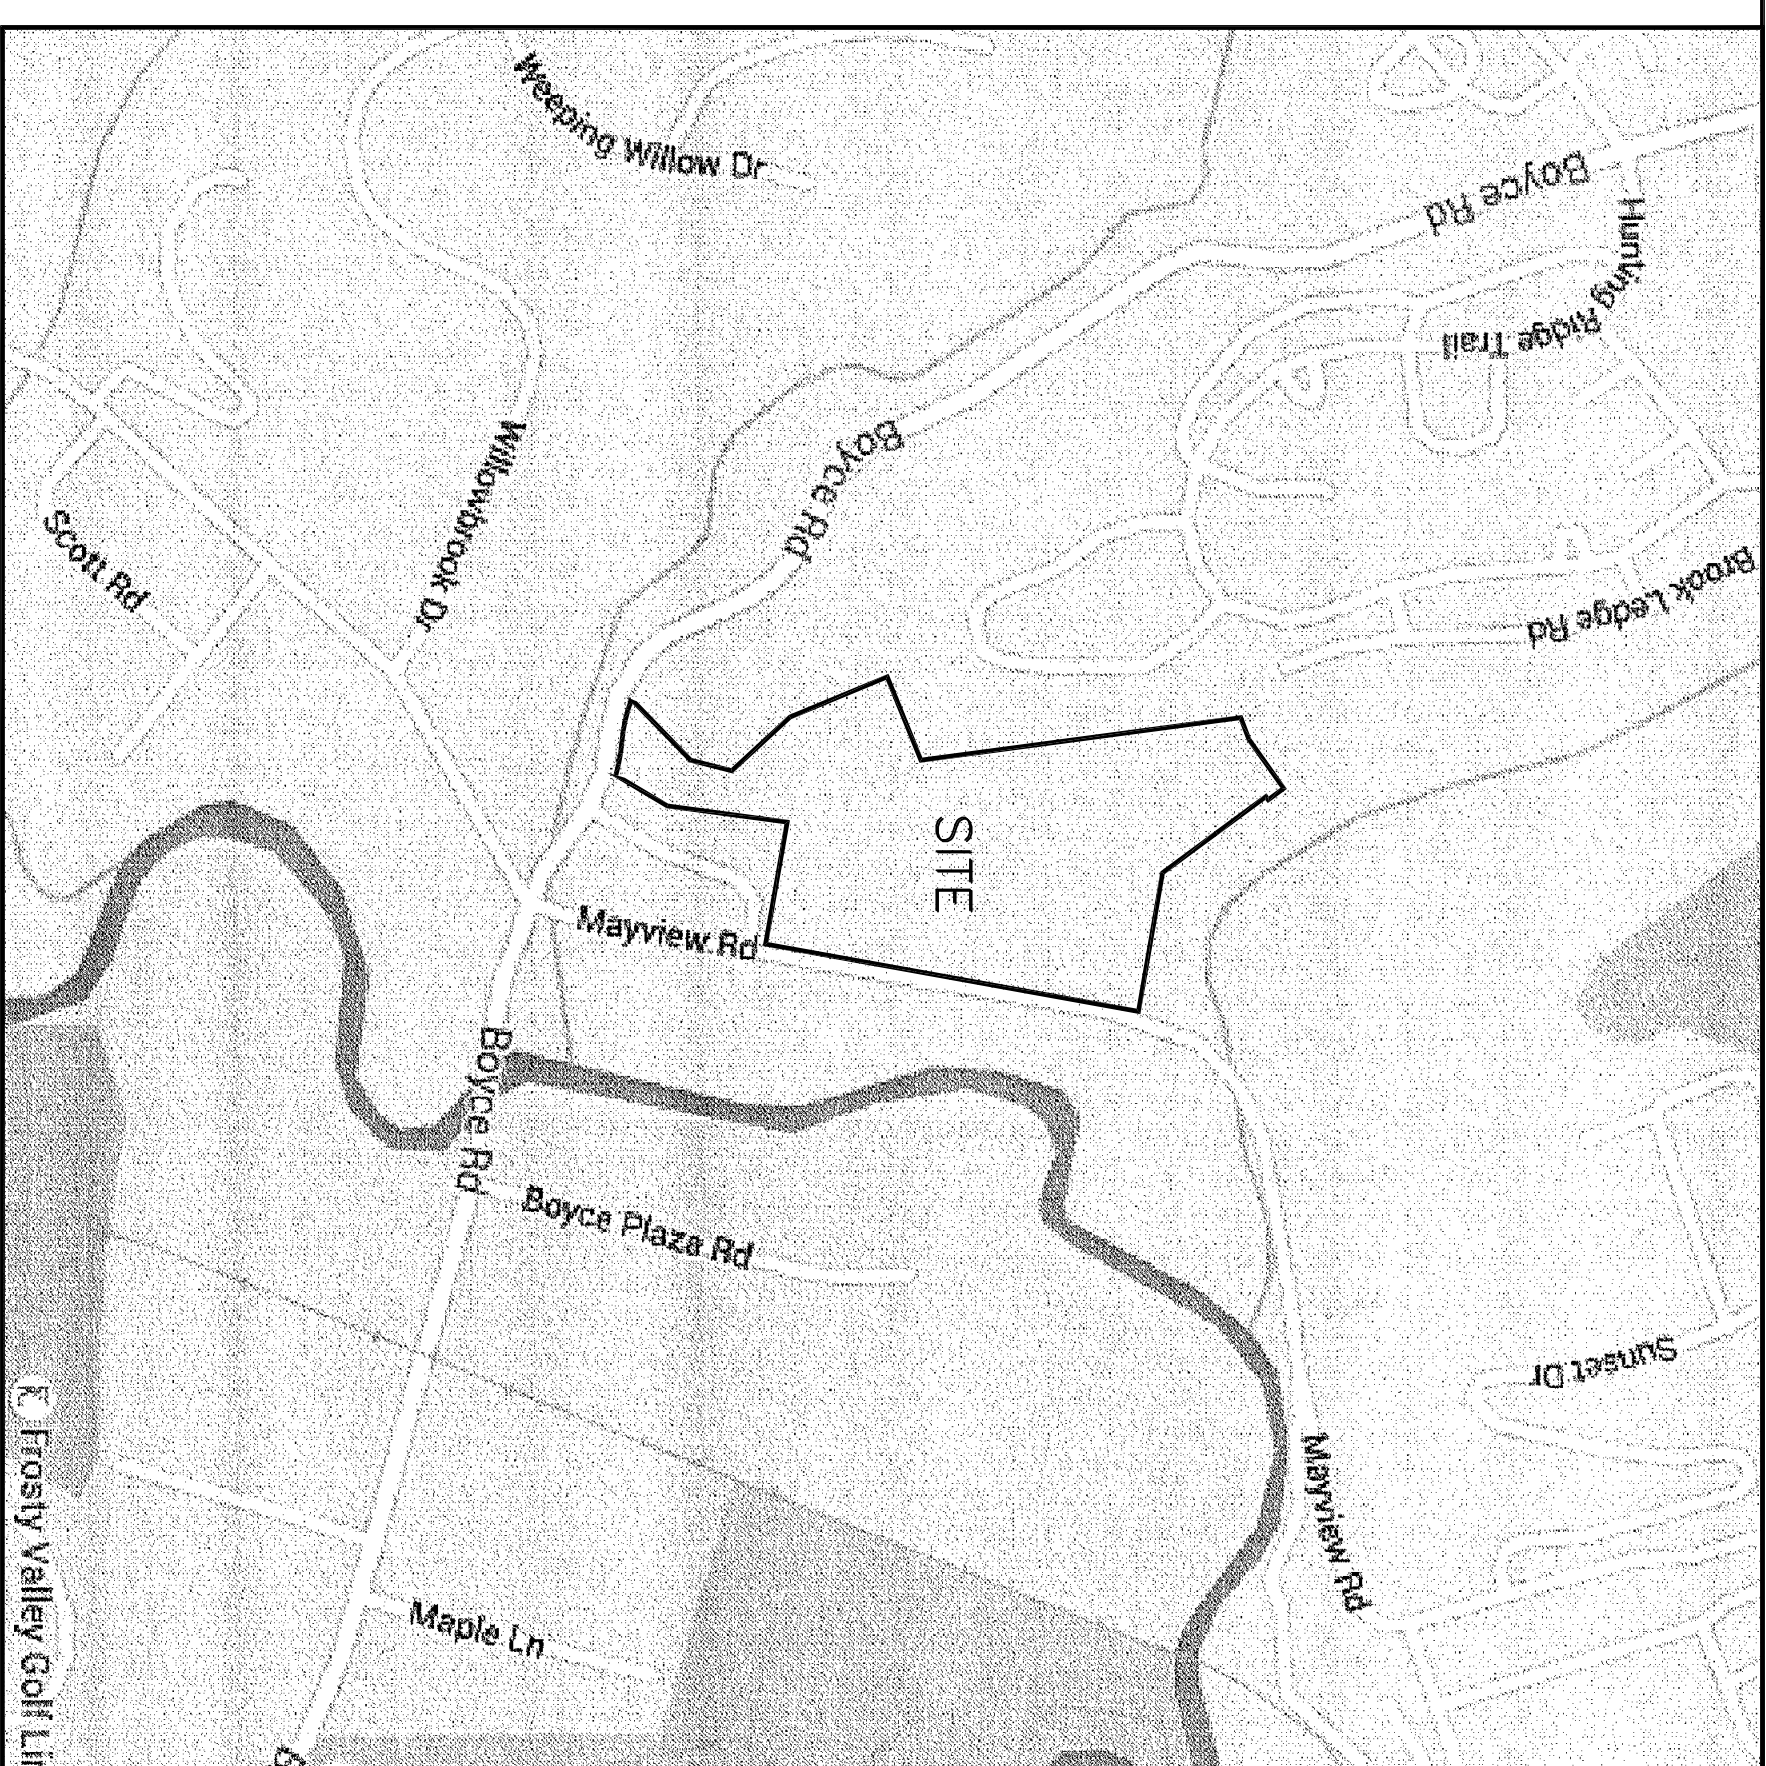 Weeping Willow Dr
Boyce Rd
Hunting Ridge Trail
Willowbrook Dr
Boyce Rd
Scott Rd
Brook Ledge Rd
SITE
Mayview Rd
Boyce Rd
Boyce Plaza Rd
Sunset Dr
Frosty Valley Golf Li
Mayview Rd
Maple Ln